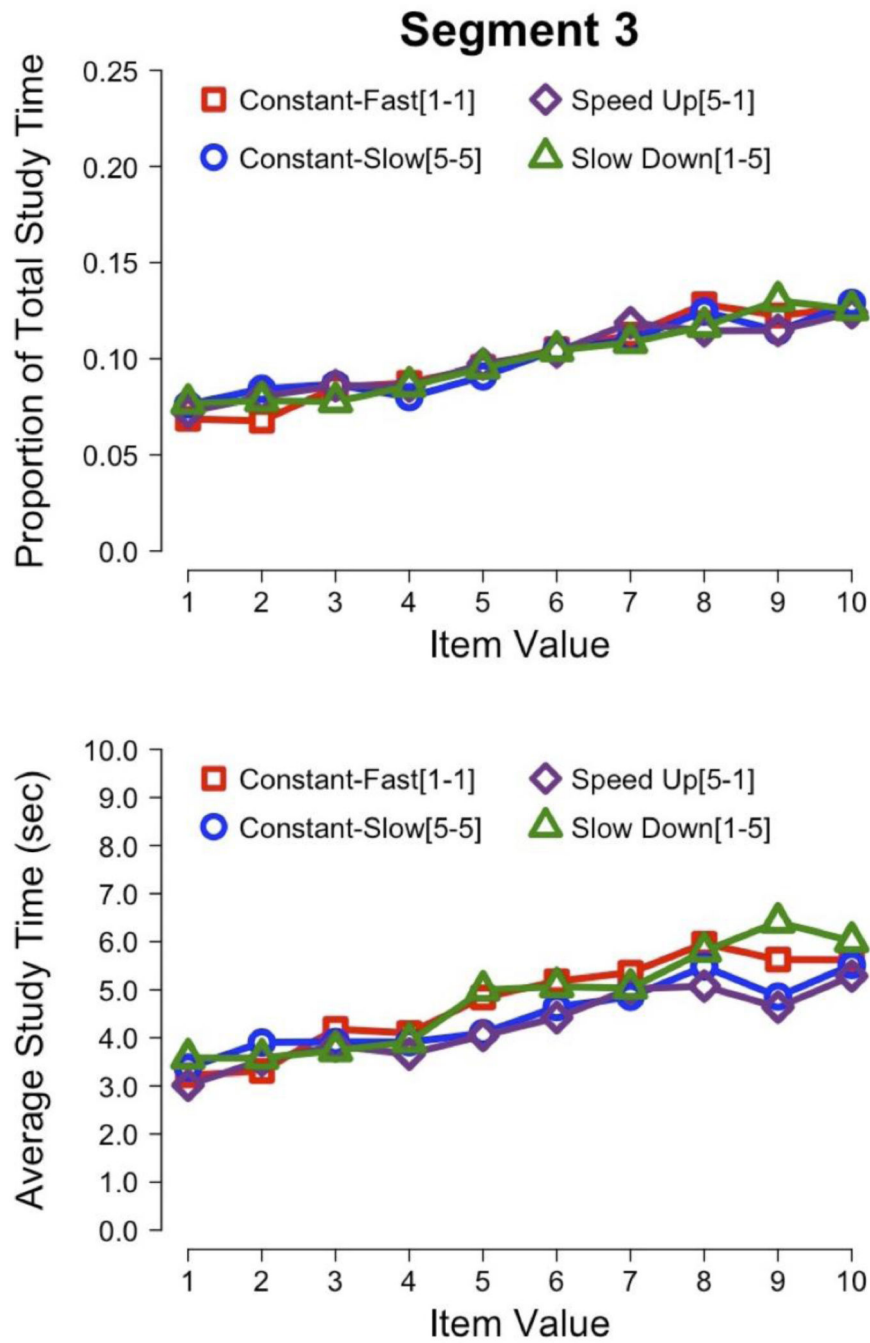 Segment 3
Proportion of Total Study Time
0.25
0.20
0.15
0.10
0.05
0.0
Constant-Fast[1-1] Speed Up[5-1]
Constant-Slow[5-5] Slow Down[1-5]
1 2 3 4 5 6 7 8 9 10
Item Value
Average Study Time (sec)
10.0
9.0
8.0
7.0
6.0
5.0
4.0
3.0
2.0
1.0
0.0
Constant-Fast[1-1] Speed Up[5-1]
Constant-Slow[5-5] Slow Down[1-5]
1 2 3 4 5 6 7 8 9 10
Item Value